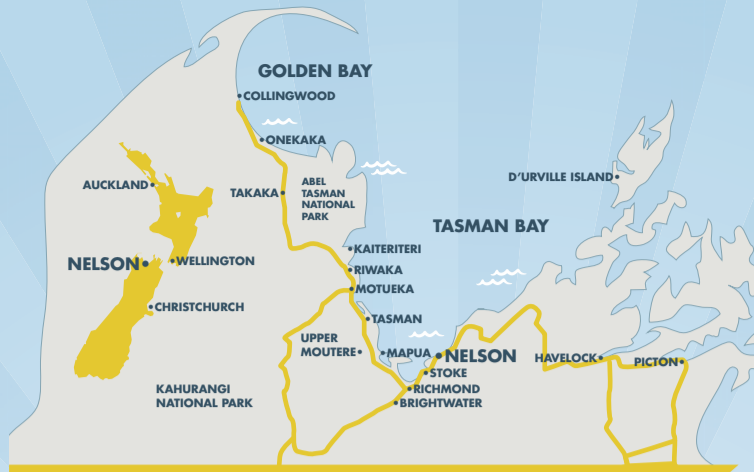 GOLDEN BAY
COLLINGWOOD
ONEKAKA
AUCKLAND
TAKAKA
ABEL
TASMAN
NATIONAL
PARK
D'URVILLE ISLAND
TASMAN BAY
KAITERITERI
NELSON
WELLINGTON
RIWAKA
MOTUEKA
CHRISTCHURCH
TASMAN
UPPER
MOUTERE
MAPUA
NELSON
HAVELOCK
PICTON
STOKE
KAHURANGI
NATIONAL PARK
RICHMOND
BRIGHTWATER